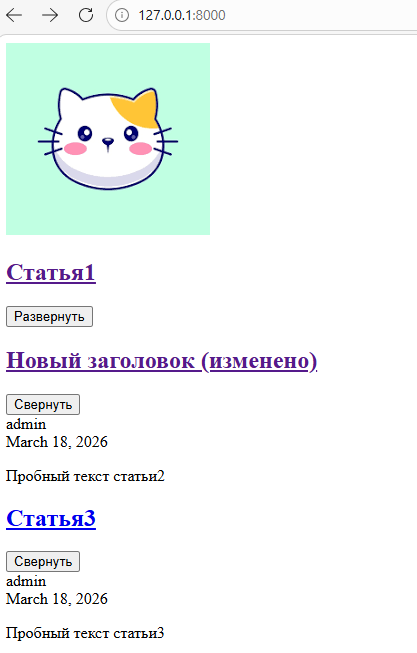 127.0.0.1:8000
Статья1
Развернуть
Новый заголовок (изменено)
Свернуть
admin
March 18, 2026
Пробный текст статьи2
Статья3
Свернуть
admin
March 18, 2026
Пробный текст статьи3